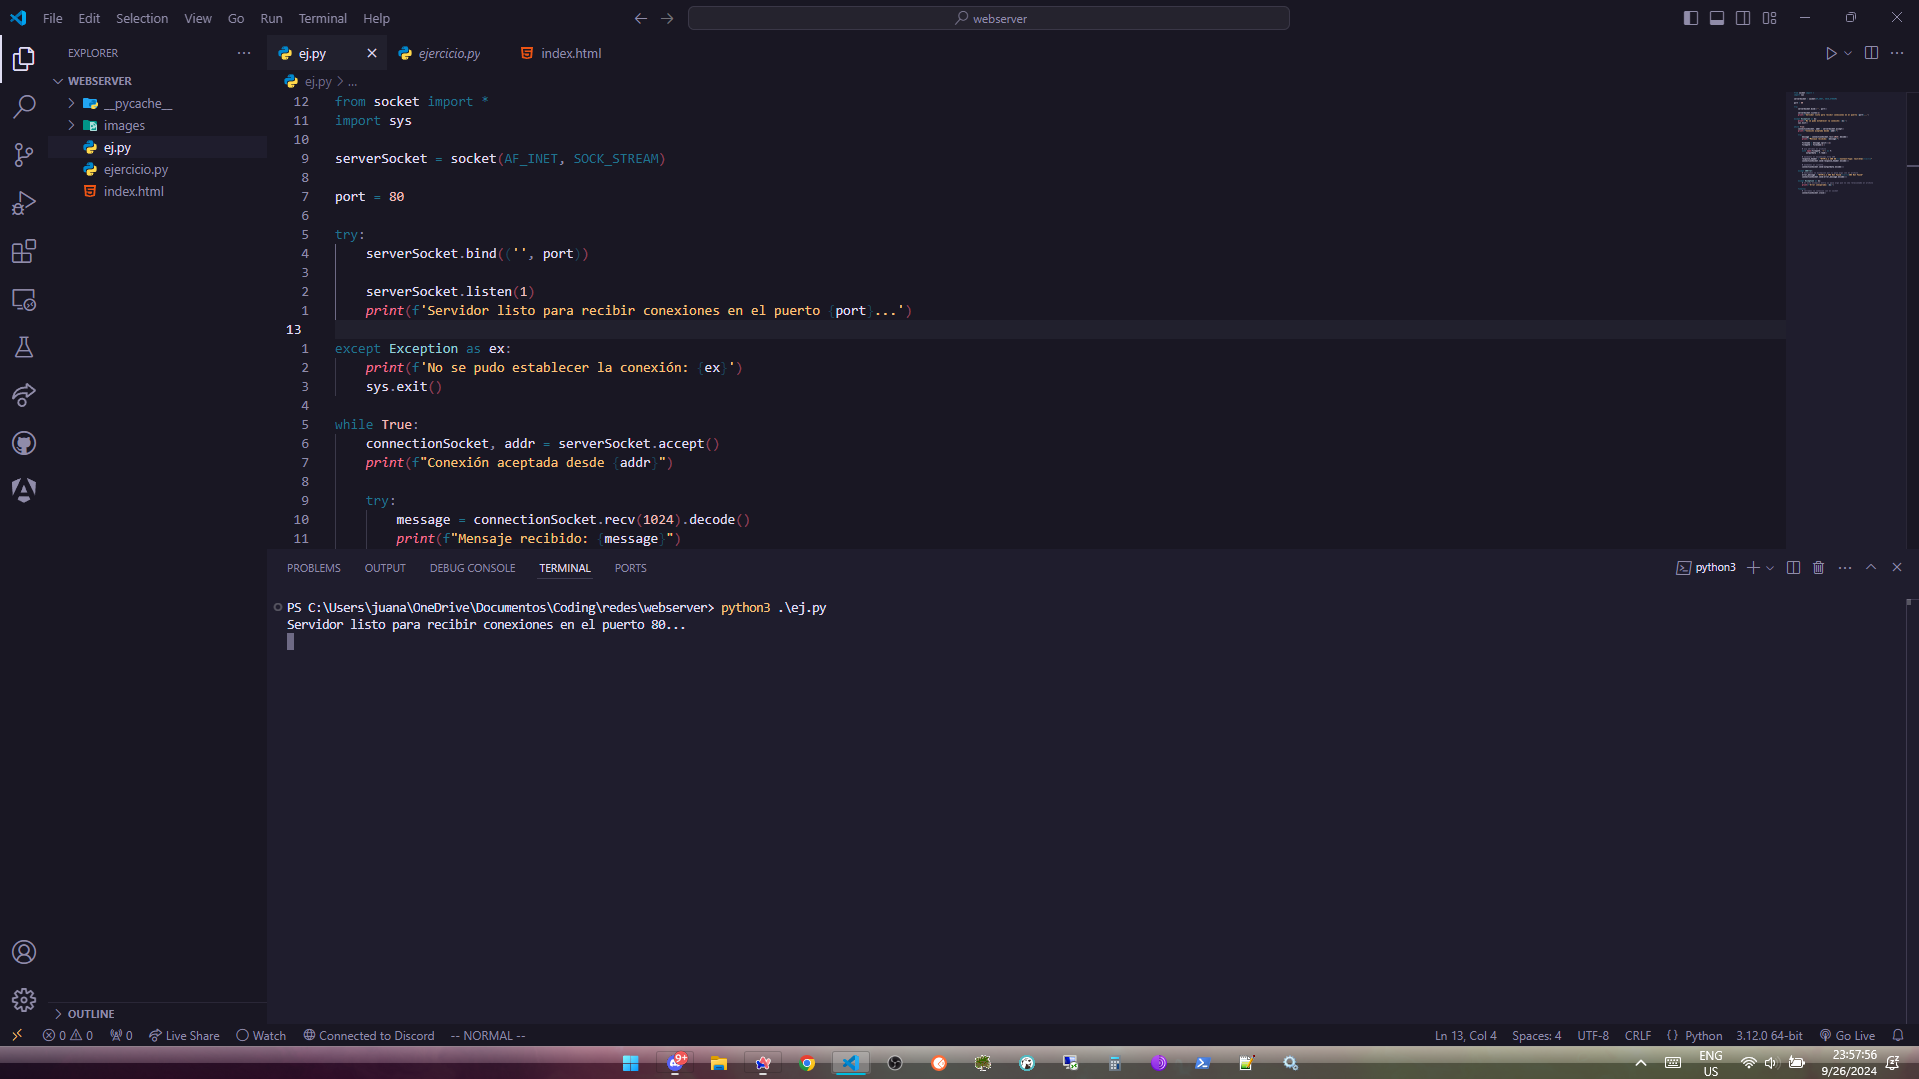 File Edit Selection View Go Run Terminal Help
webserver
EXPLORER
ej.py
ejercicio.py
index.html
WEBSERVER
ej.py > ...
__pycache__
images
ej.py
ejercicio.py
index.html
12 from socket import *
11 import sys
10
9 serverSocket = socket(AF_INET, SOCK_STREAM)
8
7 port = 80
6
5 try:
4 serverSocket.bind(('', port))
3
2 serverSocket.listen(1)
1 print(f'Servidor listo para recibir conexiones en el puerto {port}...')
13
1 except Exception as ex:
2 print(f'No se pudo establecer la conexión: {ex}')
3 sys.exit()
4
5 while True:
6 connectionSocket, addr = serverSocket.accept()
7 print(f"Conexión aceptada desde {addr}")
8
9 try:
10 message = connectionSocket.recv(1024).decode()
11 print(f"Mensaje recibido: {message}")
PROBLEMS OUTPUT DEBUG CONSOLE TERMINAL PORTS
python3
PS C:\Users\juana\OneDrive\Documentos\Coding\redes\webserver> python3 .\ej.py
Servidor listo para recibir conexiones en el puerto 80...
OUTLINE
0 0 0 Live Share Watch Connected to Discord -- NORMAL --
Ln 13, Col 4 Spaces: 4 UTF-8 CRLF {} Python 3.12.0 64-bit Go Live
9+
ENG
US
23:57:56
9/26/2024